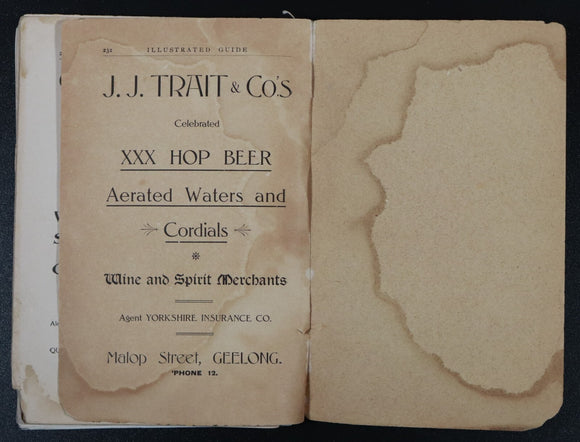 232 ILLUSTRATED GUIDE
J. J. TRAIT & Co.'s
Celebrated
XXX HOP BEER
Aerated Waters and
Cordials
Wine and Spirit Merchants
Agent YORKSHIRE INSURANCE CO.
Malop Street, GEELONG.
'PHONE 12.